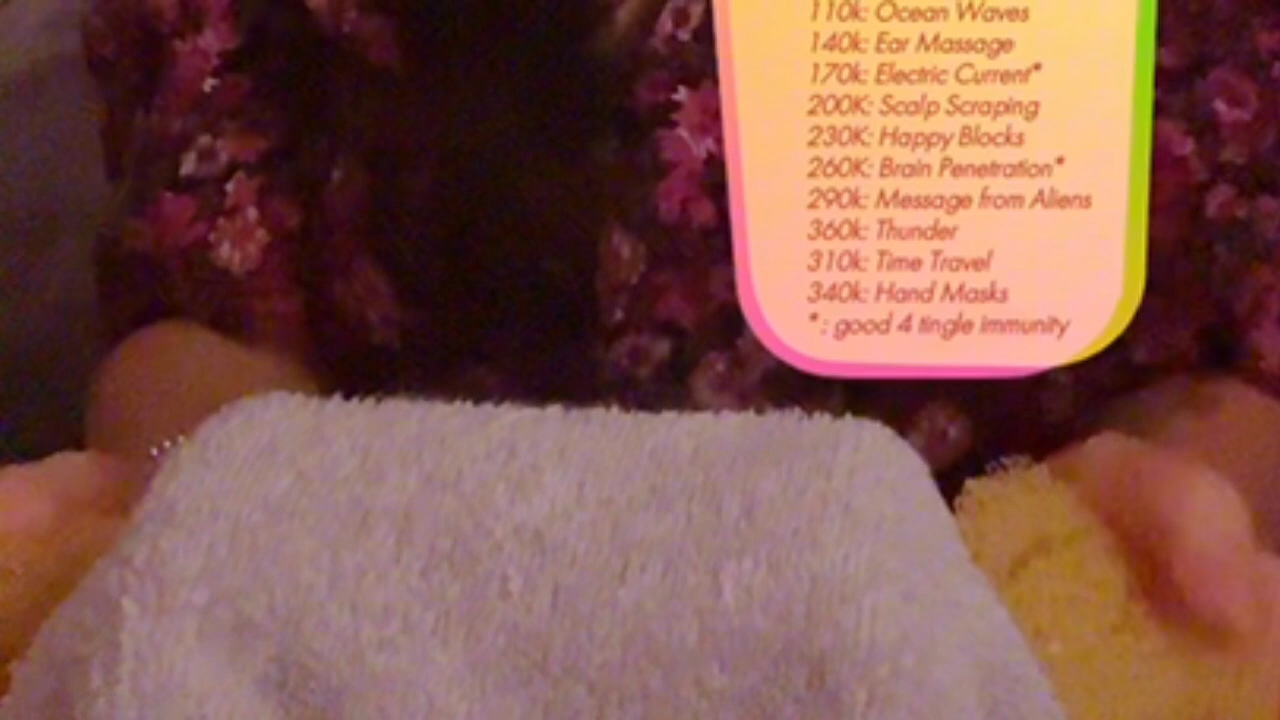 110k: Ocean Waves
140k: Ear Massage
170k: Electric Current*
200K: Scalp Scraping
230K: Happy Blocks
260K: Brain Penetration*
290k: Message from Aliens
360k: Thunder
310k: Time Travel
340k: Hand Masks
* : good 4 tingle immunity